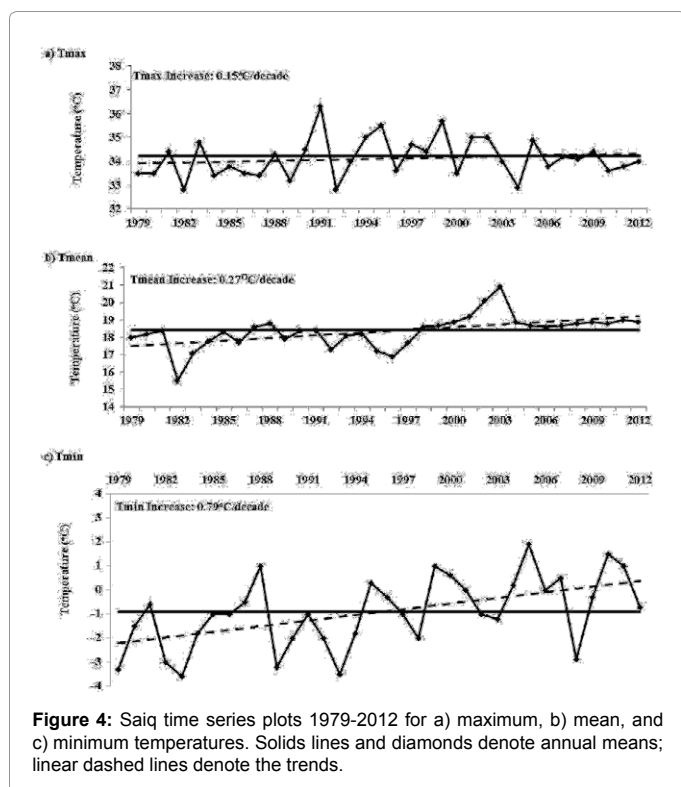 a) Tmax
Tmax Increase: 0.15°C/decade
Temperature (°C)
38
37
36
35
34
33
32
1979 1982 1985 1988 1991 1994 1997 2000 2003 2006 2009 2012
b) Tmean
Tmean Increase: 0.27°C/decade
Temperature (°C)
22
21
20
19
18
17
16
15
14
1979 1982 1985 1988 1991 1994 1997 2000 2003 2006 2009 2012
c) Tmin
1979 1982 1985 1988 1991 1994 1997 2000 2003 2006 2009 2012
Tmin Increase: 0.79°C/decade
Temperature (°C)
4
3
2
1
0
-1
-2
-3
-4
Figure 4: Saiq time series plots 1979-2012 for a) maximum, b) mean, and
c) minimum temperatures. Solids lines and diamonds denote annual means;
linear dashed lines denote the trends.